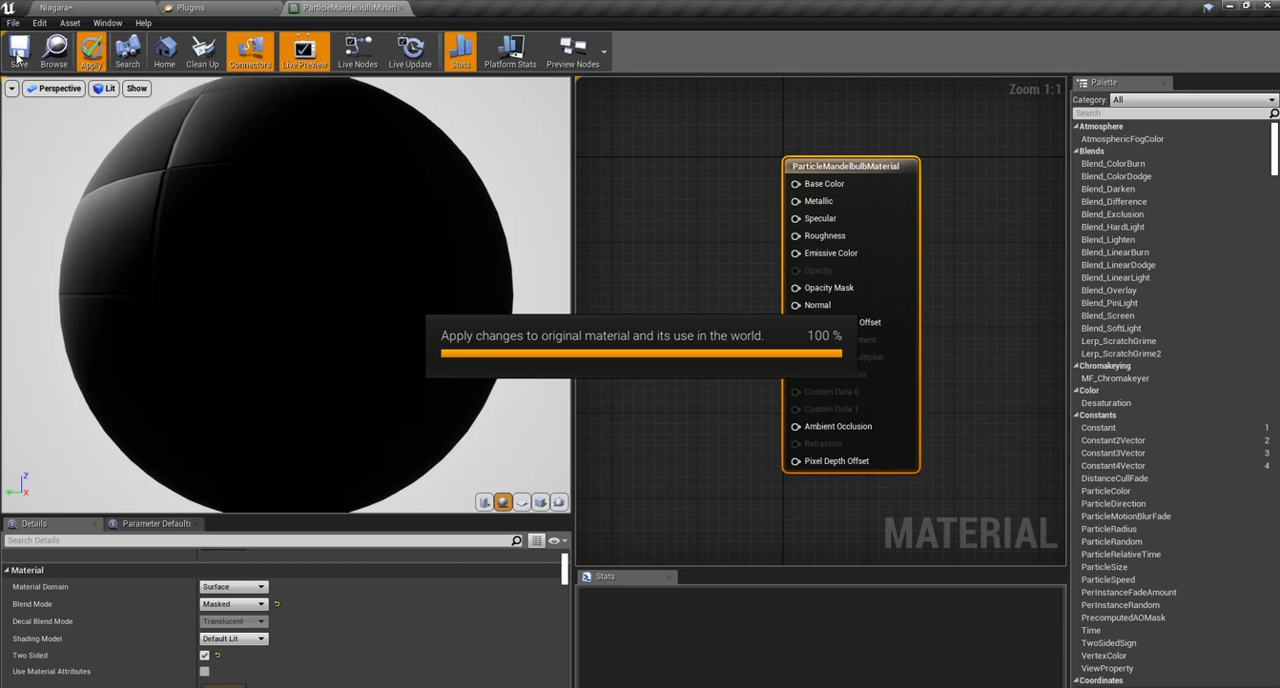 Niagara*
Plugins
ParticleMandelbulbMateri
File Edit Asset Window Help
Save Browse Apply Search Home Clean Up Connectors Live Preview Live Nodes Live Update Stats Platform Stats Preview Nodes
Perspective Lit Show
Zoom 1:1
ParticleMandelbulbMaterial
Base Color
Metallic
Specular
Roughness
Emissive Color
Opacity
Opacity Mask
Normal
Offset
Apply changes to original material and its use in the world. 100 %
Custom Data 0
Custom Data 1
Ambient Occlusion
Refraction
Pixel Depth Offset
MATERIAL
Z
Y
X
Details
Parameter Defaults
Search Details
Material
Material Domain Surface
Blend Mode Masked
Decal Blend Mode Translucent
Shading Model Default Lit
Two Sided
Use Material Attributes
Stats
Palette
Category: All
Search
Atmosphere
AtmosphericFogColor
Blends
Blend_ColorBurn
Blend_ColorDodge
Blend_Darken
Blend_Difference
Blend_Exclusion
Blend_HardLight
Blend_Lighten
Blend_LinearBurn
Blend_LinearDodge
Blend_LinearLight
Blend_Overlay
Blend_PinLight
Blend_Screen
Blend_SoftLight
Lerp_ScratchGrime
Lerp_ScratchGrime2
Chromakeying
MF_Chromakeyer
Color
Desaturation
Constants
Constant 1
Constant2Vector 2
Constant3Vector 3
Constant4Vector 4
DistanceCullFade
ParticleColor
ParticleDirection
ParticleMotionBlurFade
ParticleRadius
ParticleRandom
ParticleRelativeTime
ParticleSize
ParticleSpeed
PerInstanceFadeAmount
PerInstanceRandom
PrecomputedAOMask
Time
TwoSidedSign
VertexColor
ViewProperty
Coordinates